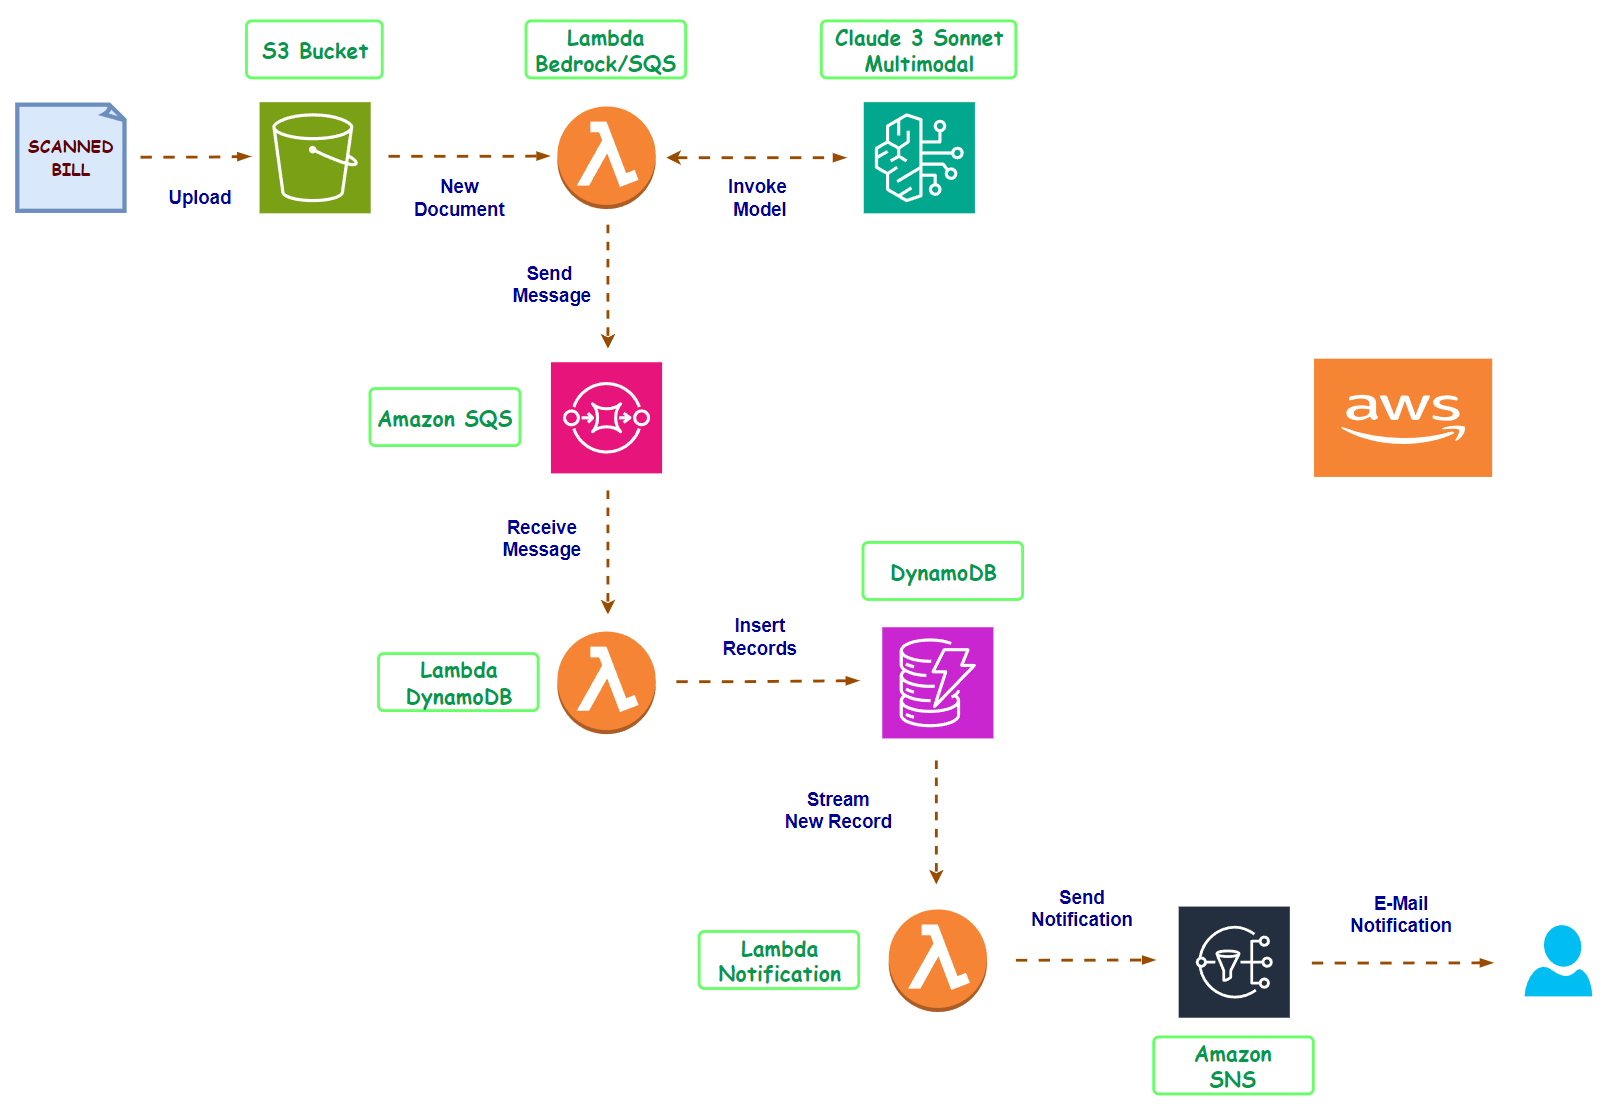 S3 Bucket
Lambda
Bedrock/SQS
Claude 3 Sonnet
Multimodal
SCANNED
BILL
Upload
New
Document
Invoke
Model
Send
Message
Amazon SQS
aws
Receive
Message
DynamoDB
Insert
Records
Lambda
DynamoDB
Stream
New Record
Send
Notification
E-Mail
Notification
Lambda
Notification
Amazon
SNS